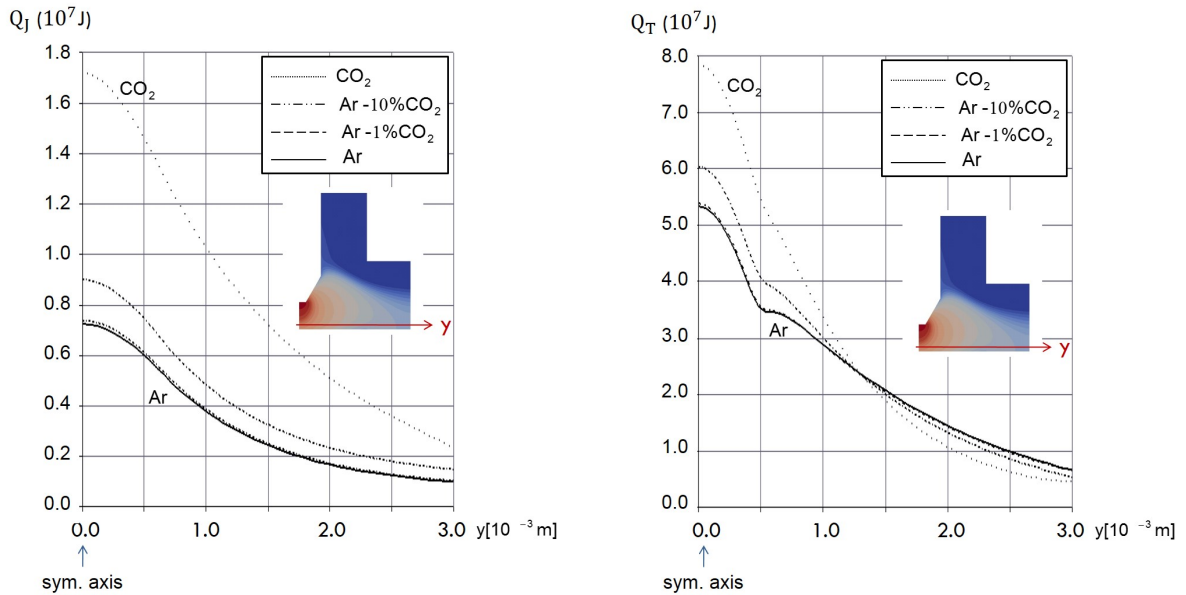 Q_J (10^7J)
1.8
1.6
1.4
1.2
1.0
0.8
0.6
0.4
0.2
0.0
CO₂
Ar
CO₂
Ar -10%CO₂
Ar -1%CO₂
Ar
y
0.0 1.0 2.0 3.0 y[10 ⁻³ m]
sym. axis
Q_T (10^7J)
8.0
7.0
6.0
5.0
4.0
3.0
2.0
1.0
0.0
CO₂
Ar
CO₂
Ar -10%CO₂
Ar -1%CO₂
Ar
y
0.0 1.0 2.0 3.0 y[10 ⁻³ m]
sym. axis